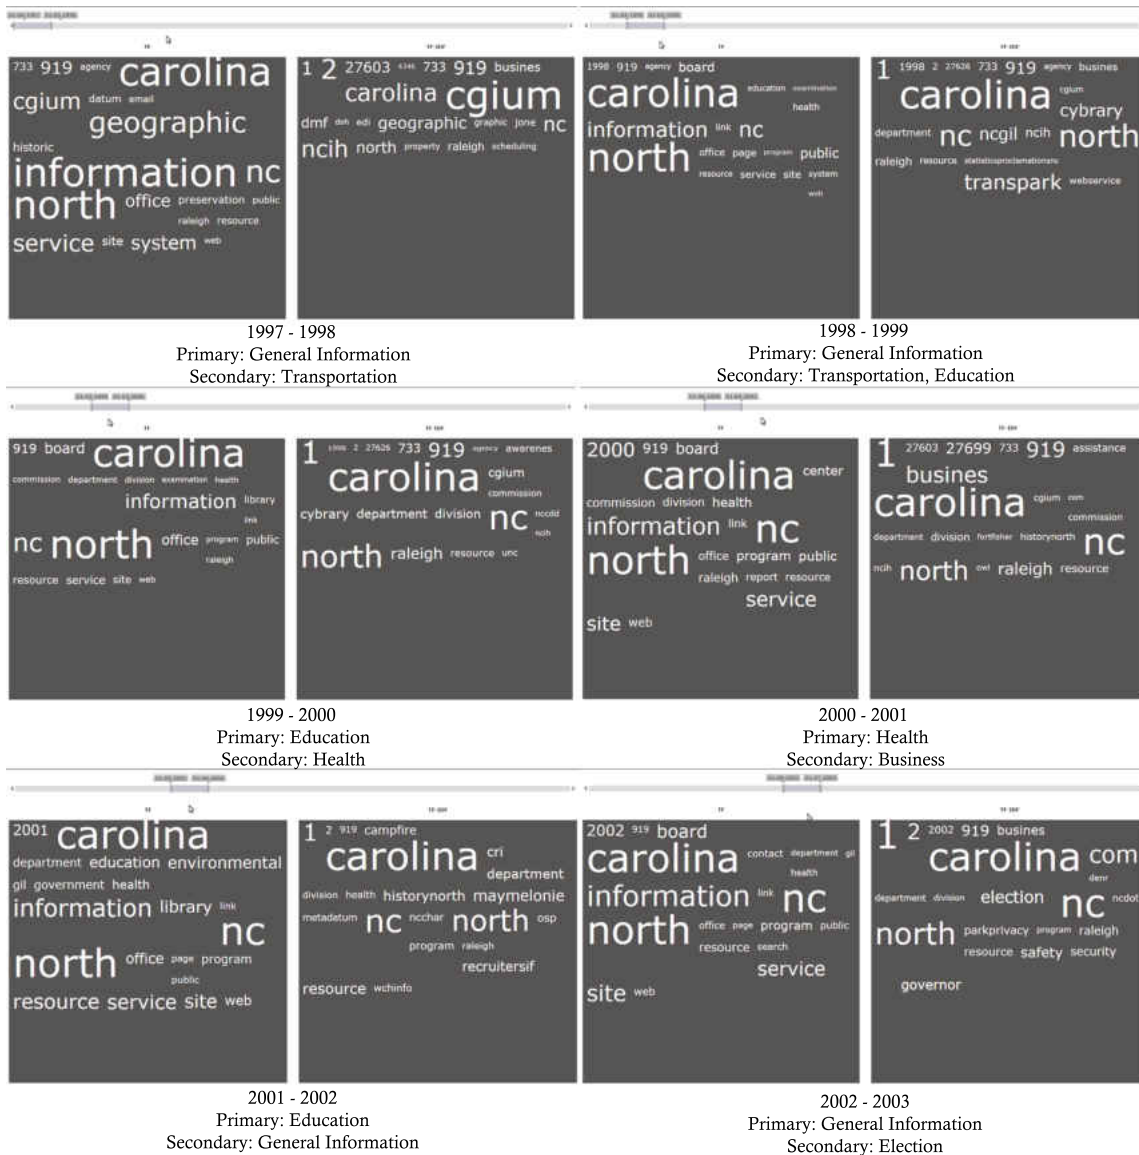 733 919 agency carolina
cgium datum email
geographic
historic
information nc
north office preservation public
raleigh resource
service site system web
1 2 27603 4346 733 919 busines
carolina cgium
dmf edi geographic graphic jone nc
ncih north property raleigh scheduling
1997 - 1998
Primary: General Information
Secondary: Transportation
1998 919 agency board
carolina education examination
health
information link nc
north office page program public
resource service site system
web
1 1998 2 27626 733 919 agency busines
carolina cgium
cybrary
department nc ncgil ncih north
raleigh resource statisticsproclamationsnc
transpark webservice
1998 - 1999
Primary: General Information
Secondary: Transportation, Education
919 board carolina
commission department division examination health
information library
link
nc north office program public
raleigh
resource service site web
1 1998 2 27626 733 919 agency awarenes
carolina cgium
commission
cybrary department division nc nccdd
ncih
north raleigh resource unc
1999 - 2000
Primary: Education
Secondary: Health
2000 919 board
carolina center
commission division health
information link nc
north office program public
raleigh report resource
service
site web
1 27603 27699 733 919 assistance
busines
carolina cgium com
commission
department division fortfisher historynorth nc
ncih north owl raleigh resource
2000 - 2001
Primary: Health
Secondary: Business
2001 carolina
department education environmental
gil government health
information library link
nc
north office page program
public
resource service site web
1 2 919 campfire
carolina cri
department
division health historynorth maymelonie
metadatum nc ncchar north osp
program raleigh
recruitersif
resource wchinfo
2001 - 2002
Primary: Education
Secondary: General Information
2002 919 board
carolina contact department gil
health
information link nc
north office page program public
resource search
service
site web
1 2 2002 919 busines
carolina com
denr
department division election nc ncdot
north parkprivacy program raleigh
resource safety security
governor
2002 - 2003
Primary: General Information
Secondary: Election